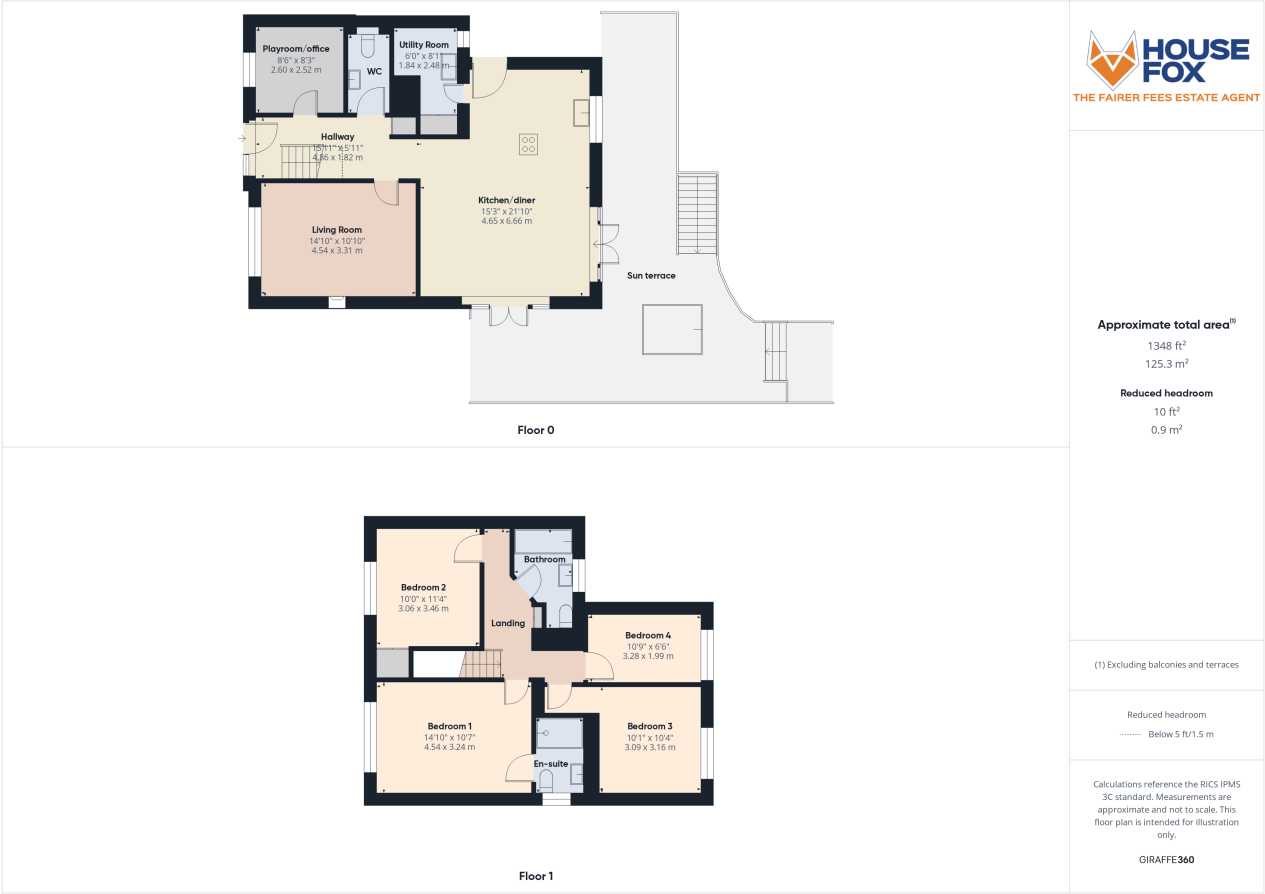 Playroom/office
8'6" x 8'3"
2.60 x 2.52 m
WC
Utility Room
6'0" x 8'1"
1.84 x 2.48 m
Hallway
15'11" x 5'11"
4.86 x 1.82 m
Kitchen/diner
15'3" x 21'10"
4.65 x 6.66 m
Living Room
14'10" x 10'10"
4.54 x 3.31 m
Sun terrace
Floor 0
Bathroom
Bedroom 2
10'0" x 11'4"
3.06 x 3.46 m
Landing
Bedroom 4
10'9" x 6'6"
3.28 x 1.99 m
Bedroom 1
14'10" x 10'7"
4.54 x 3.24 m
Bedroom 3
10'1" x 10'4"
3.09 x 3.16 m
En-suite
Floor 1
HOUSE
FOX
THE FAIRER FEES ESTATE AGENT
Approximate total area(1)
1348 ft²
125.3 m²
Reduced headroom
10 ft²
0.9 m²
(1) Excluding balconies and terraces
Reduced headroom
Below 5 ft/1.5 m
Calculations reference the RICS IPMS
3C standard. Measurements are
approximate and not to scale. This
floor plan is intended for illustration
only.
GIRAFFE360